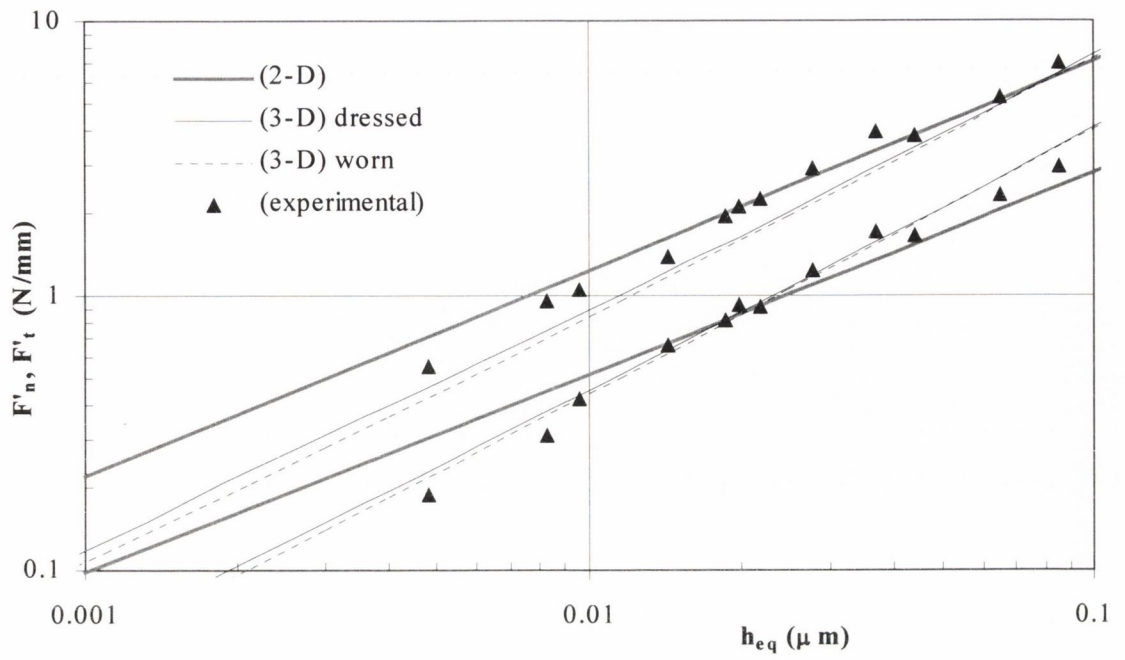 10
(2-D)
(3-D) dressed
(3-D) worn
(experimental)
F'n, F't (N/mm)
1
0.1
0.001
0.01
0.1
heq (μ m)